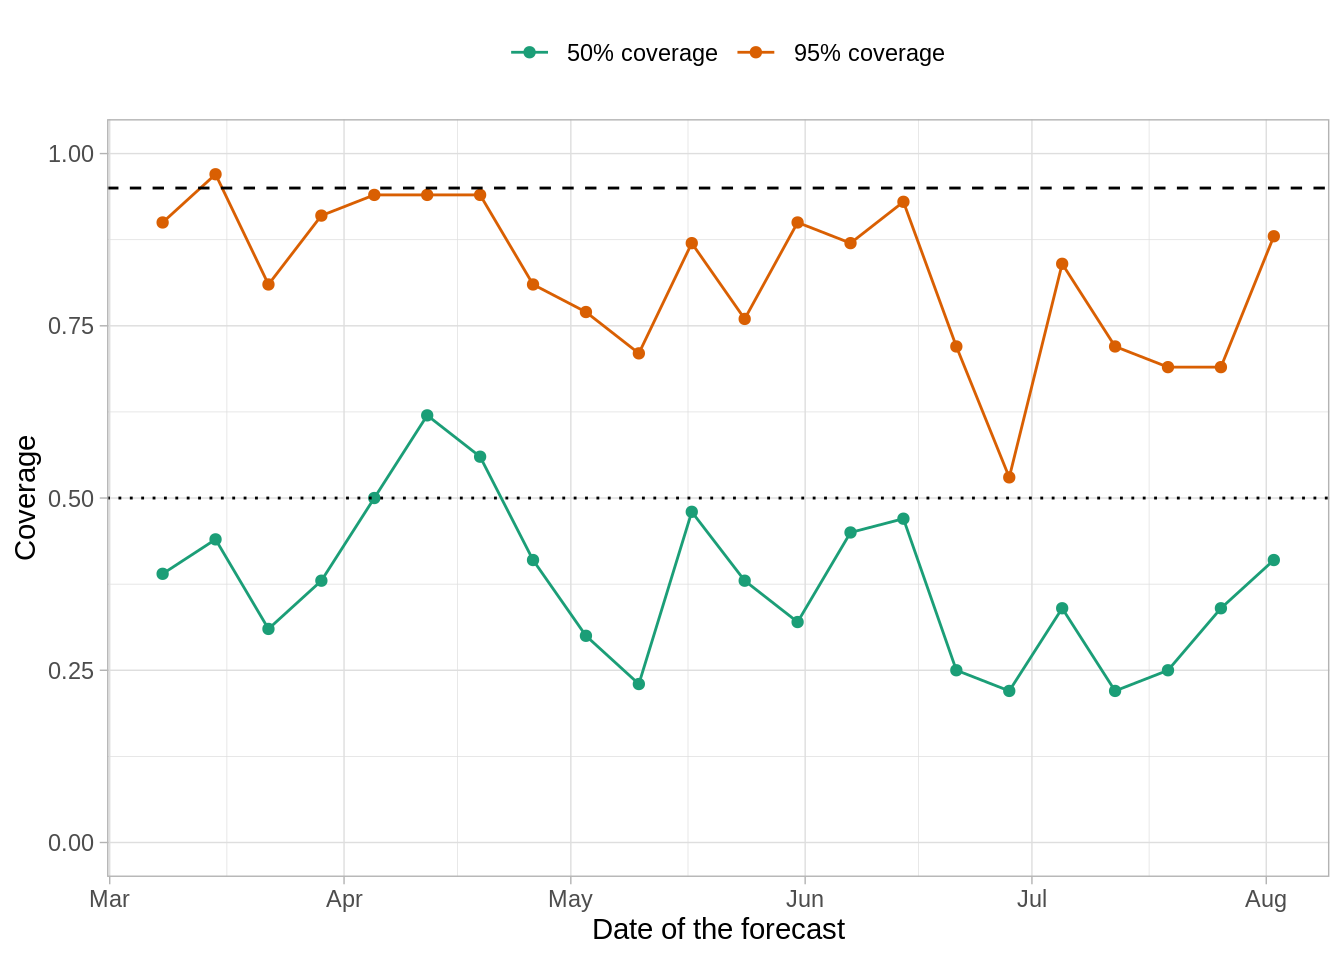 50% coverage 95% coverage
1.00
0.75
0.50
0.25
0.00
Coverage
Mar Apr May Jun Jul Aug
Date of the forecast